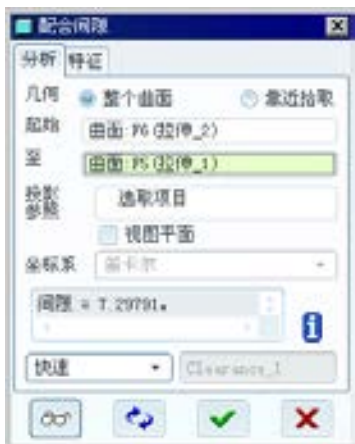 配合间隙
分析 特征
几何 整个曲面 靠近拾取
起始 曲面:F6(拉伸_2)
至 曲面:F5(拉伸_1)
投影参照 选取项目
视图平面
坐标系 笛卡尔
间隙 = 7.29791。
快速 Clearance_1